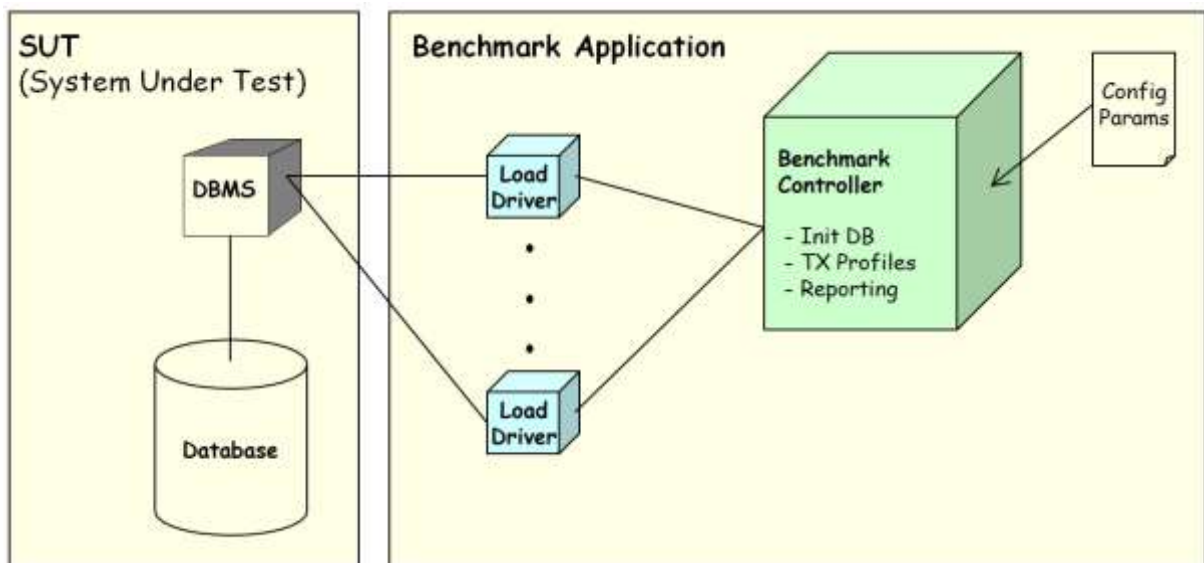 SUT
(System Under Test)
DBMS
Database
Benchmark Application
Load
Driver
Load
Driver
Benchmark
Controller
- Init DB
- TX Profiles
- Reporting
Config
Params